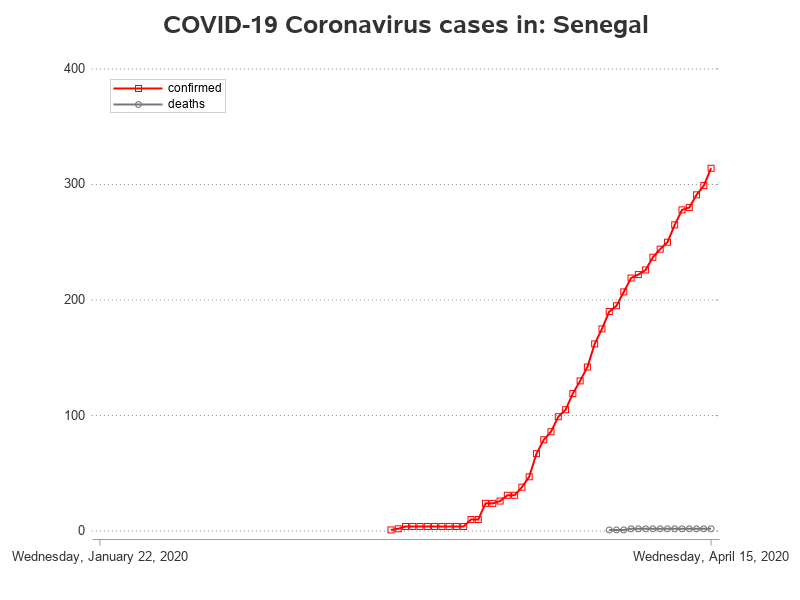 COVID-19 Coronavirus cases in: Senegal
400
confirmed
deaths
300
200
100
0
Wednesday, January 22, 2020 Wednesday, April 15, 2020